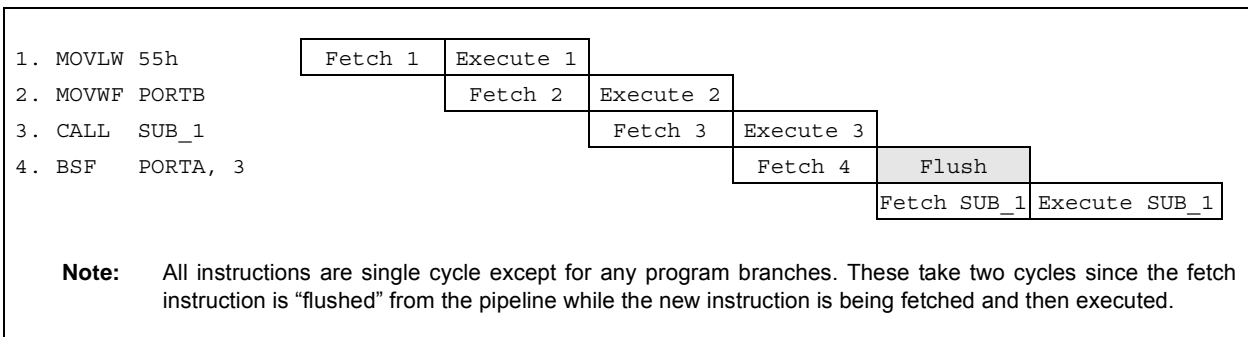 1. MOVLW 55h Fetch 1 Execute 1
2. MOVWF PORTB Fetch 2 Execute 2
3. CALL SUB_1 Fetch 3 Execute 3
4. BSF PORTA, 3 Fetch 4 Flush
Fetch SUB_1 Execute SUB_1
Note: All instructions are single cycle except for any program branches. These take two cycles since the fetch
instruction is “flushed” from the pipeline while the new instruction is being fetched and then executed.